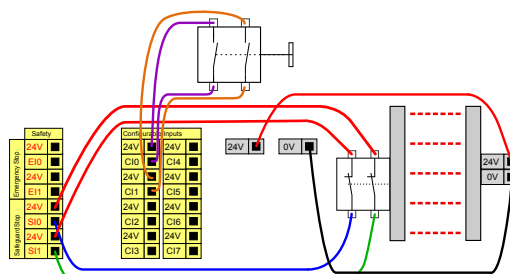 Safety
Emergency Stop
24V
EI0
24V
EI1
Safeguard Stop
24V
SI0
24V
SI1
Configurable Inputs
24V 24V
CI0 CI4
24V 24V
CI1 CI5
24V 24V
CI2 CI6
24V 24V
CI3 CI7
24V
0V
24V
0V